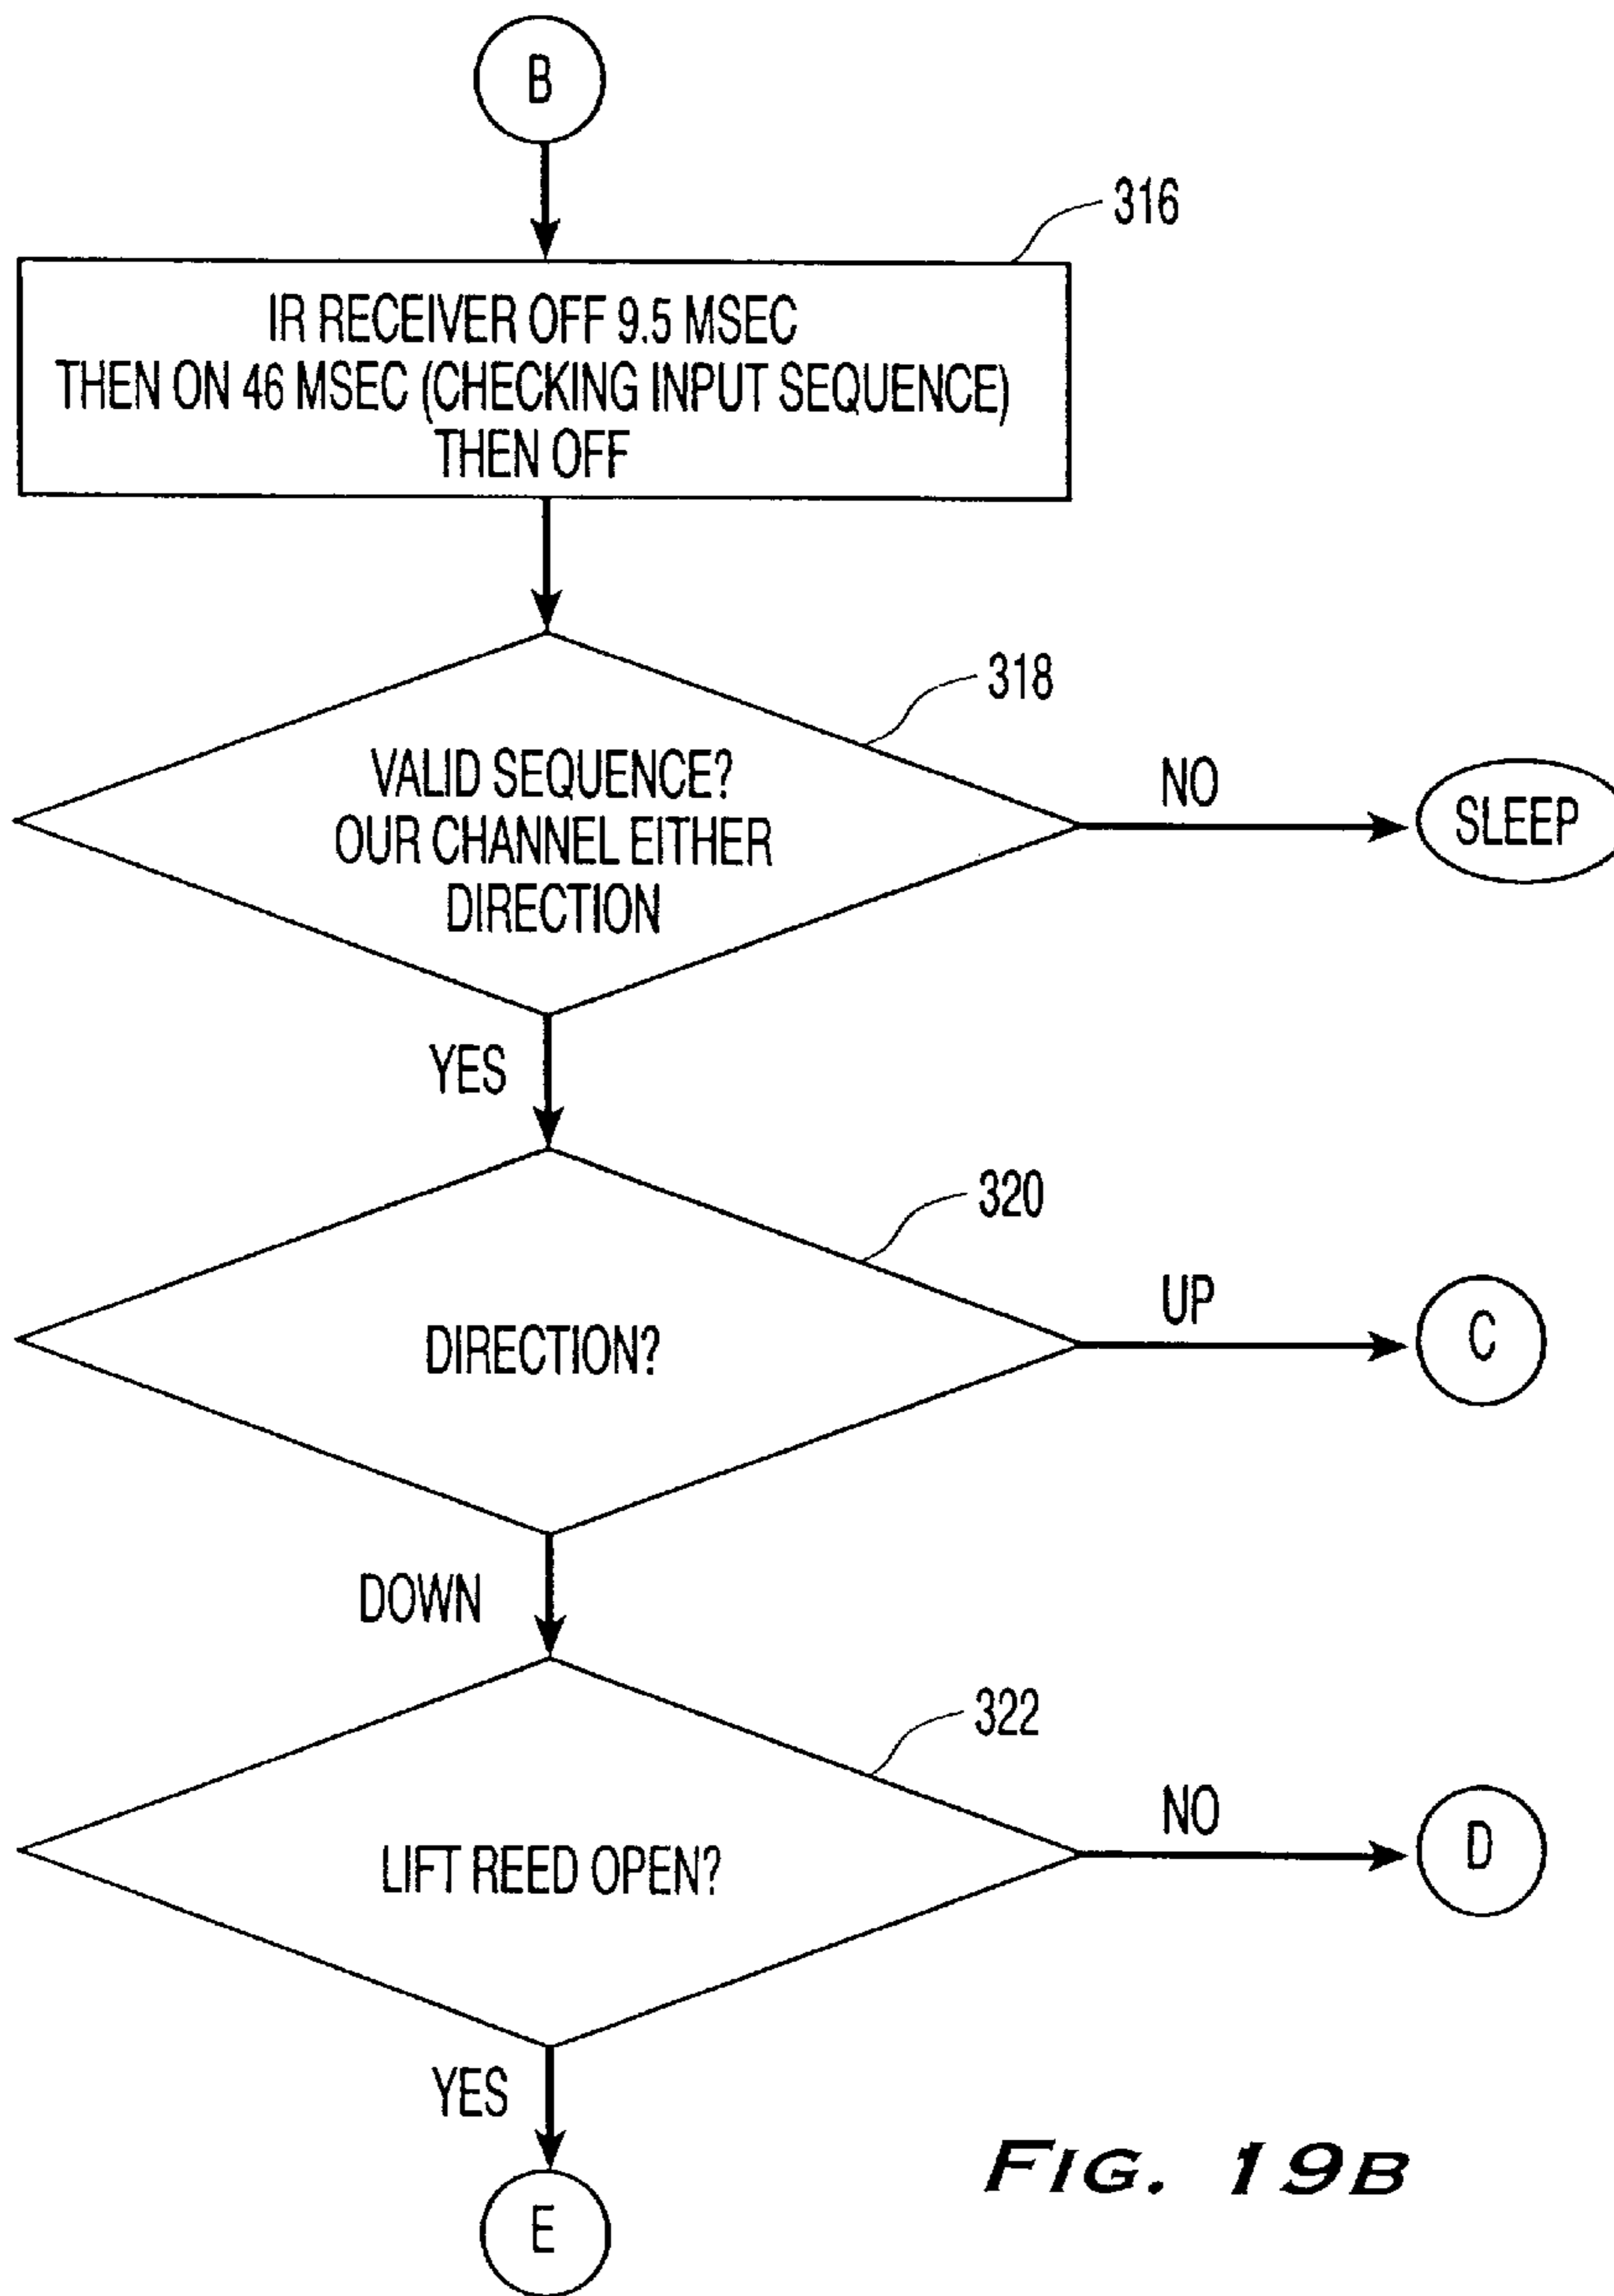 B
316
IR RECEIVER OFF 9.5 MSEC
THEN ON 46 MSEC (CHECKING INPUT SEQUENCE)
THEN OFF
318
VALID SEQUENCE?
OUR CHANNEL EITHER
DIRECTION
NO
SLEEP
YES
320
DIRECTION?
UP
C
DOWN
322
LIFT REED OPEN?
NO
D
YES
E
FIG. 19B